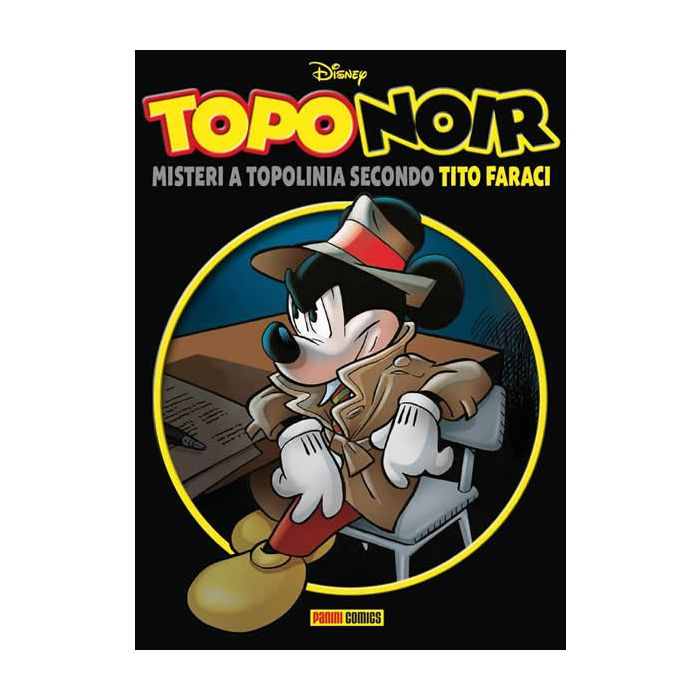 Disney
TOPO NOIR
MISTERI A TOPOLINIA SECONDO TITO FARACI
PANINI COMICS